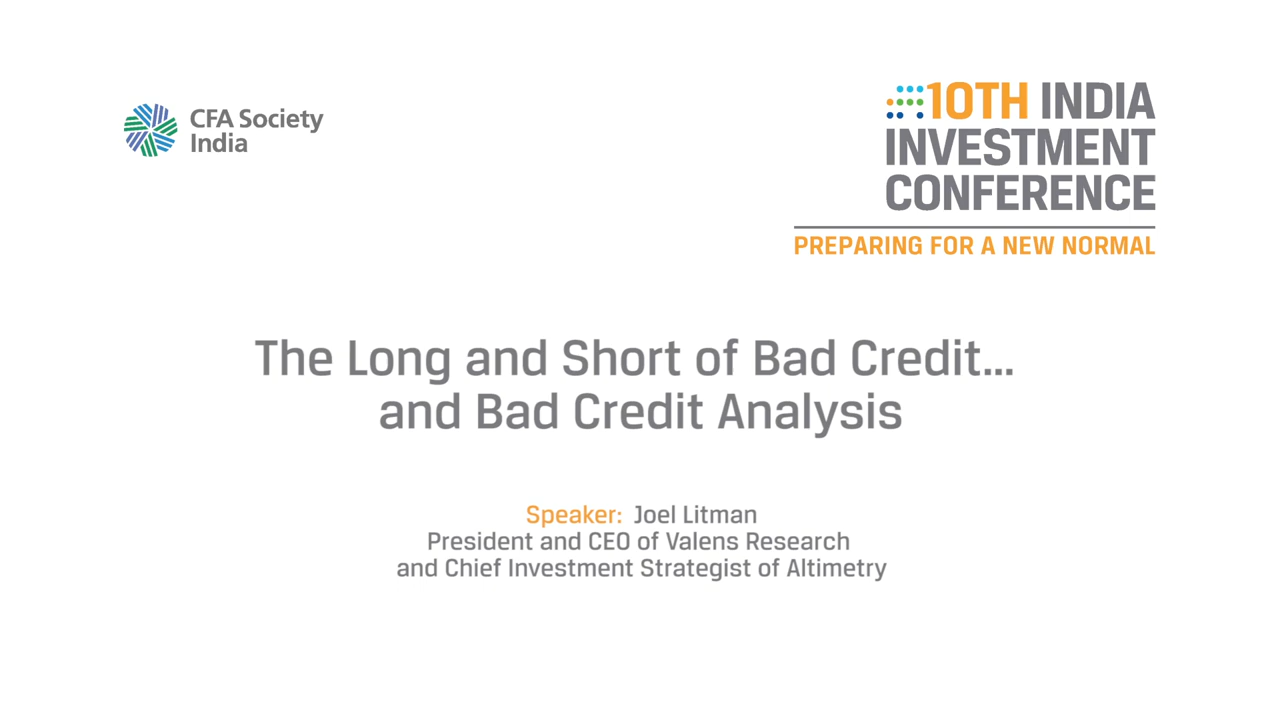 CFA Society
India
10TH INDIA
INVESTMENT
CONFERENCE
PREPARING FOR A NEW NORMAL
The Long and Short of Bad Credit...
and Bad Credit Analysis
Speaker: Joel Litman
President and CEO of Valens Research
and Chief Investment Strategist of Altimetry